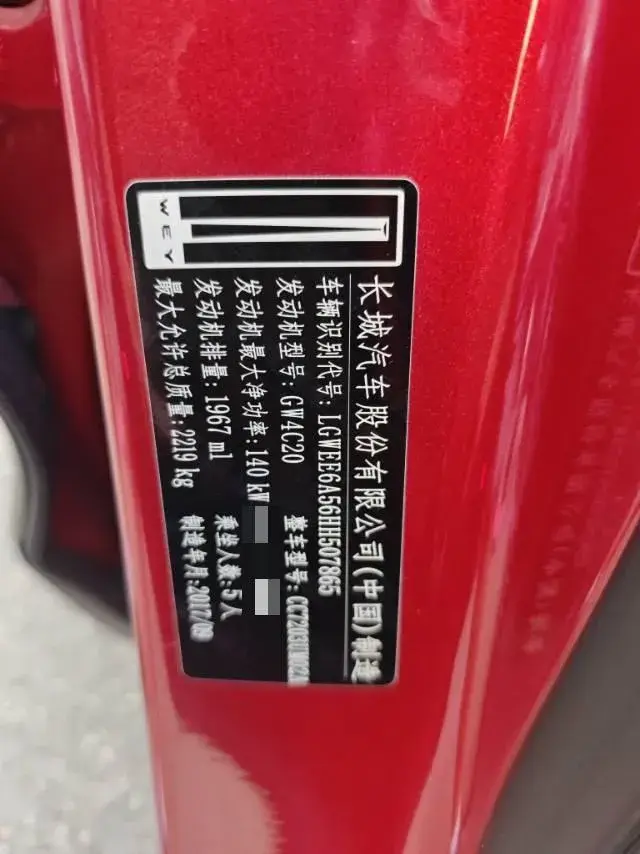 WEY
长城汽车股份有限公司(中国)制造
车辆识别代号:LGWEE6A56HH507865
发动机型号:GW4C20 整车型号:
发动机最大净功率:140 kW
发动机排量:1967 ml 乘坐人数:5人
最大允许总质量:2219 kg 制造年月:2017/09